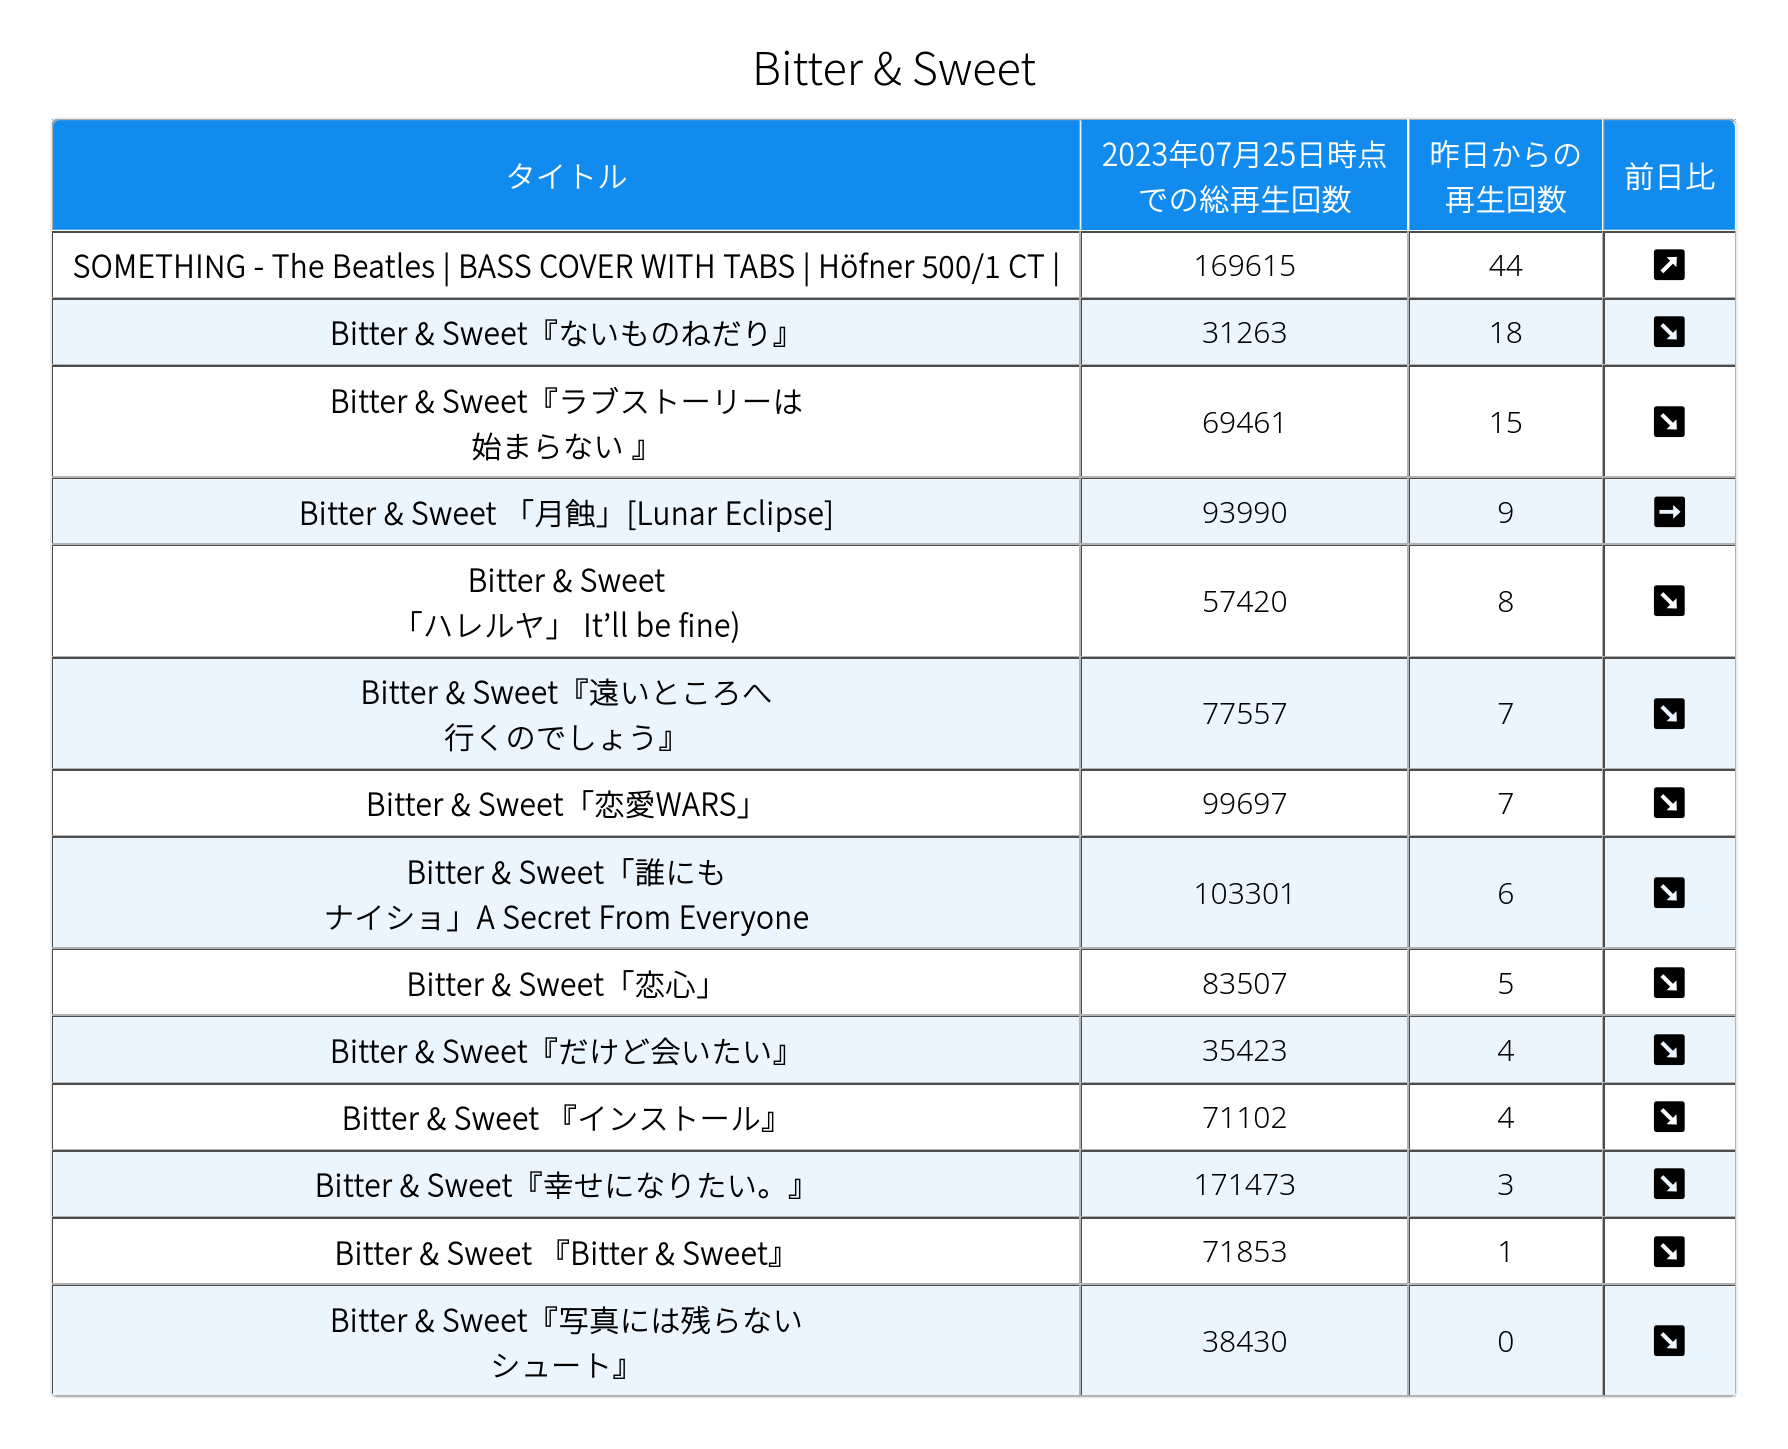 Bitter & Sweet
タイトル
2023年07月25日時点
での総再生回数
昨日からの
再生回数
前日比
SOMETHING - The Beatles | BASS COVER WITH TABS | Höfner 500/1 CT |
169615
44
Bitter & Sweet『ないものねだり』
31263
18
Bitter & Sweet『ラブストーリーは
始まらない 』
69461
15
Bitter & Sweet 「月蝕」[Lunar Eclipse]
93990
9
Bitter & Sweet
「ハレルヤ」 It’ll be fine)
57420
8
Bitter & Sweet『遠いところへ
行くのでしょう』
77557
7
Bitter & Sweet「恋愛WARS」
99697
7
Bitter & Sweet「誰にも
ナイショ」A Secret From Everyone
103301
6
Bitter & Sweet「恋心」
83507
5
Bitter & Sweet『だけど会いたい』
35423
4
Bitter & Sweet 『インストール』
71102
4
Bitter & Sweet『幸せになりたい。』
171473
3
Bitter & Sweet 『Bitter & Sweet』
71853
1
Bitter & Sweet『写真には残らない
シュート』
38430
0